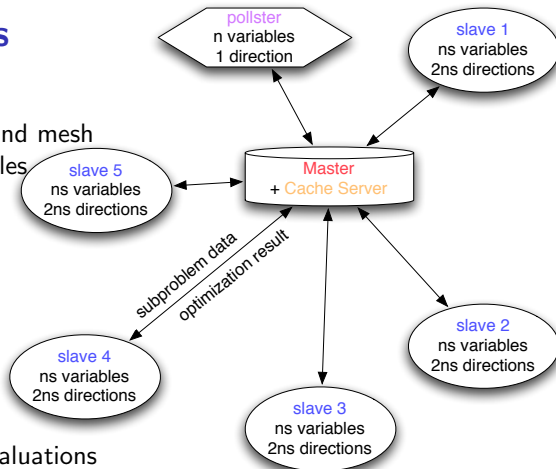 s
pollster
n variables
1 direction
slave 1
ns variables
2ns directions
nd mesh
les
slave 5
ns variables
2ns directions
Master
+ Cache Server
subproblem data
optimization result
slave 4
ns variables
2ns directions
slave 2
ns variables
2ns directions
slave 3
ns variables
2ns directions
aluations